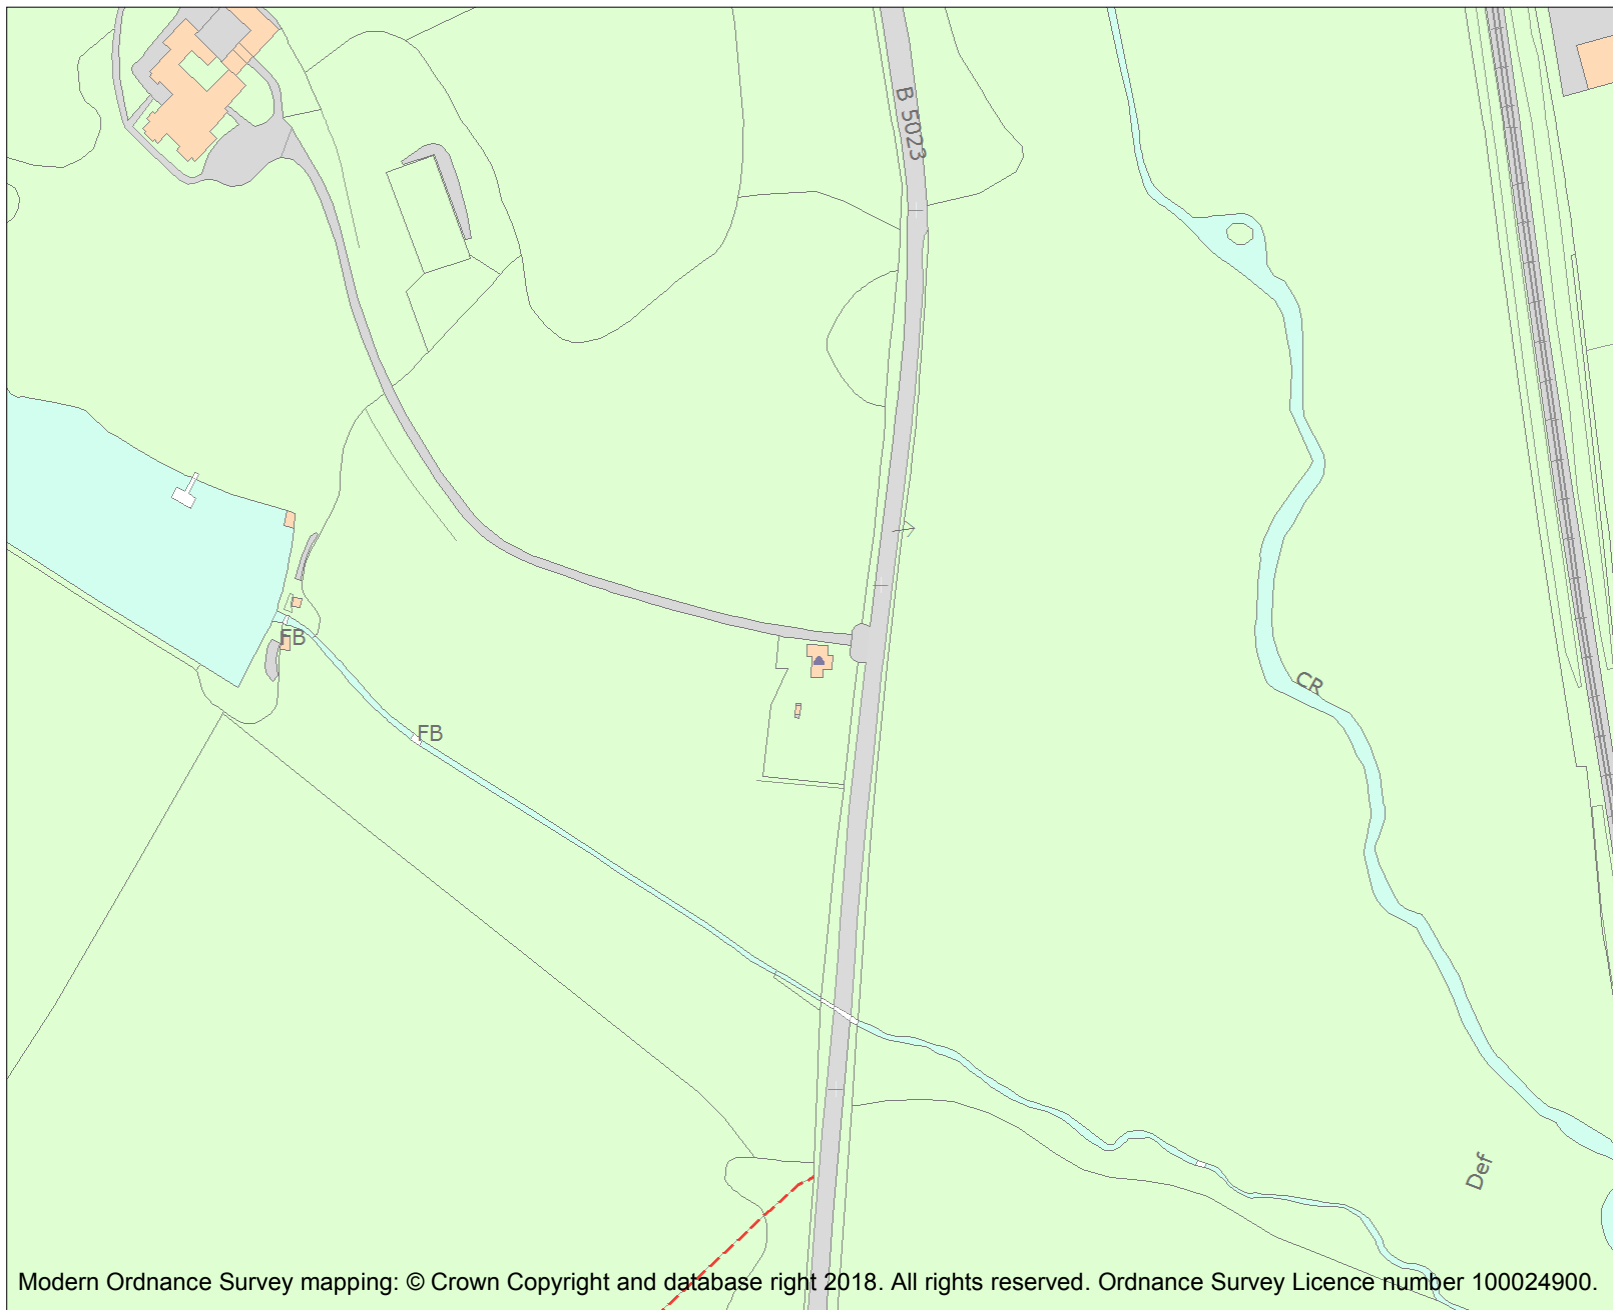 B 5023
FB
CR
FB
Def
Modern Ordnance Survey mapping: © Crown Copyright and database right 2018. All rights reserved. Ordnance Survey Licence number 100024900.